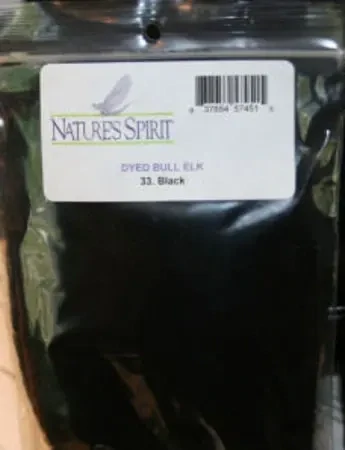 NATURE'S SPIRIT
DYED BULL ELK
33. Black